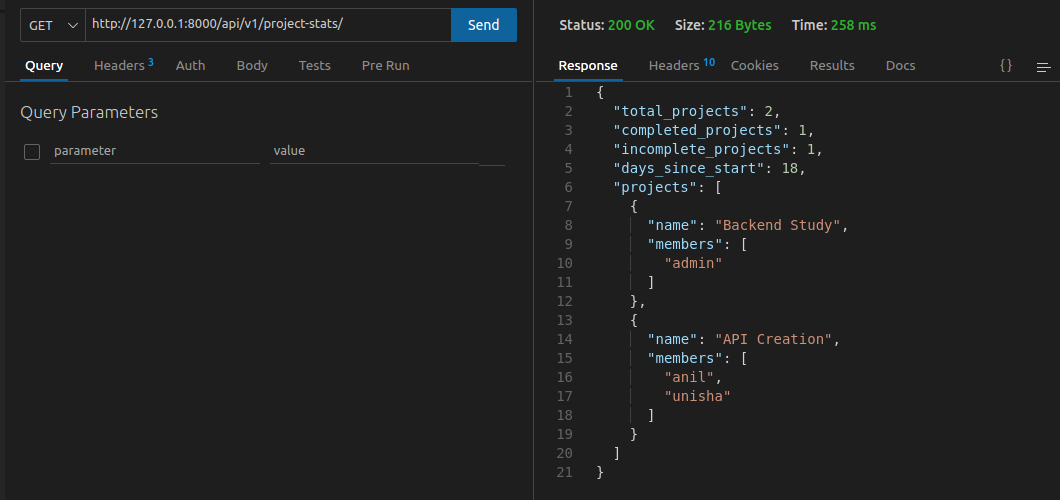 GET http://127.0.0.1:8000/api/v1/project-stats/ Send
Query Headers 3 Auth Body Tests Pre Run
Query Parameters
parameter value
Status: 200 OK Size: 216 Bytes Time: 258 ms
Response Headers 10 Cookies Results Docs {}
1 {
2 "total_projects": 2,
3 "completed_projects": 1,
4 "incomplete_projects": 1,
5 "days_since_start": 18,
6 "projects": [
7 {
8 "name": "Backend Study",
9 "members": [
10 "admin"
11 ]
12 },
13 {
14 "name": "API Creation",
15 "members": [
16 "anil",
17 "unisha"
18 ]
19 }
20 ]
21 }